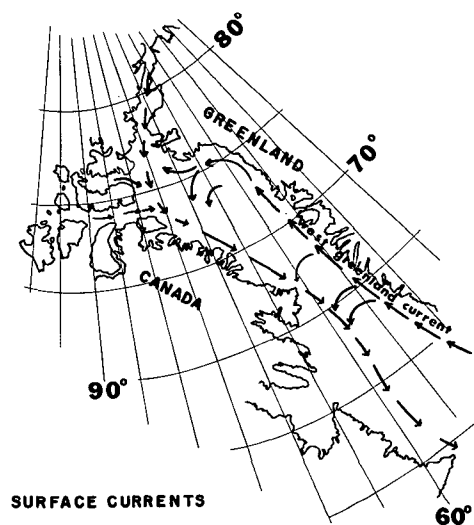 80°
GREENLAND
70°
west greenland current
CANADA
90°
SURFACE CURRENTS
60°